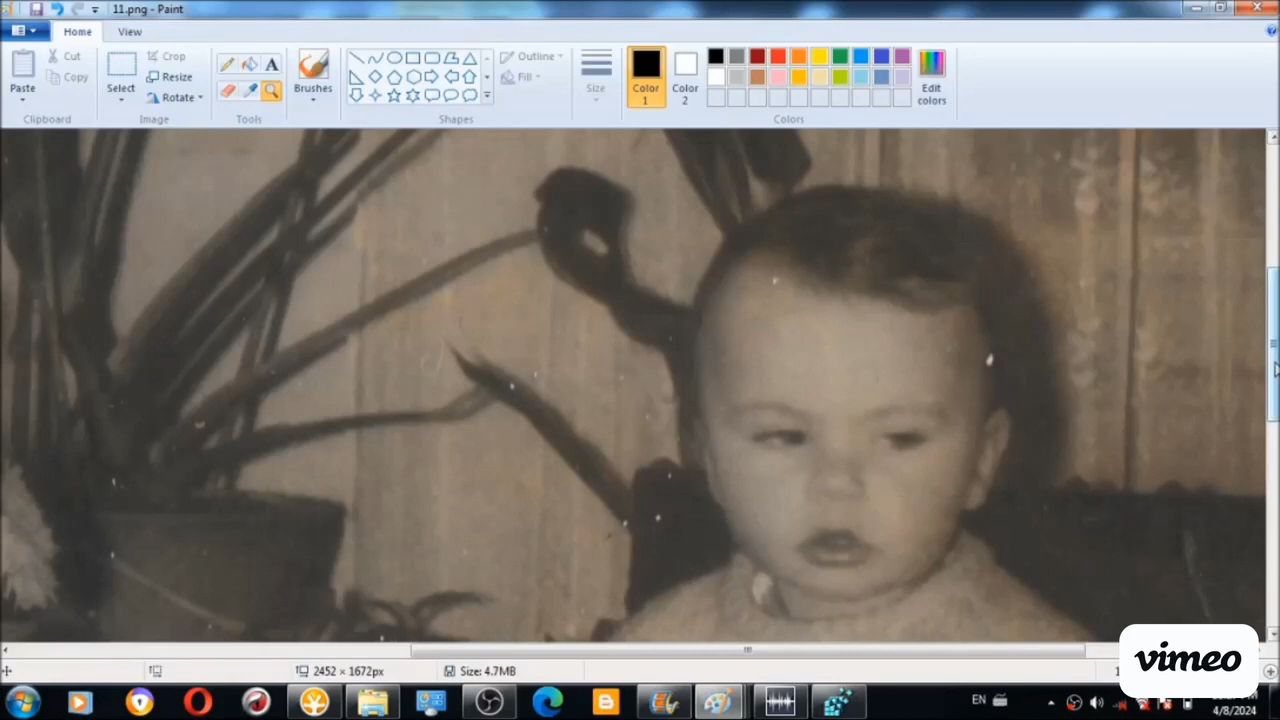 11.png - Paint
Home View
Paste
Cut
Copy
Clipboard
Select
Crop
Resize
Rotate
Image
Tools
Brushes
Shapes
Outline
Fill
Size
Color 1
Color 2
Edit colors
Colors
2452 × 1672px
Size: 4.7MB
vimeo
EN
4/8/2024